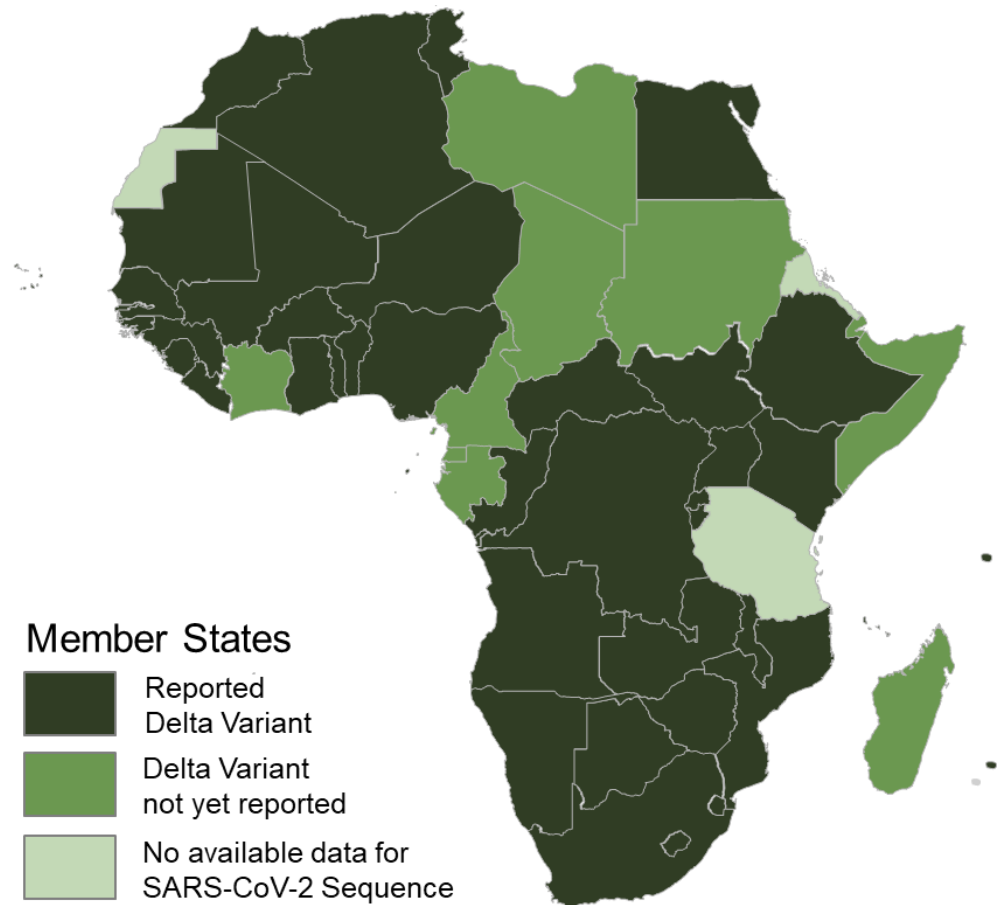 Member States
Reported
Delta Variant
Delta Variant
not yet reported
No available data for
SARS-CoV-2 Sequence